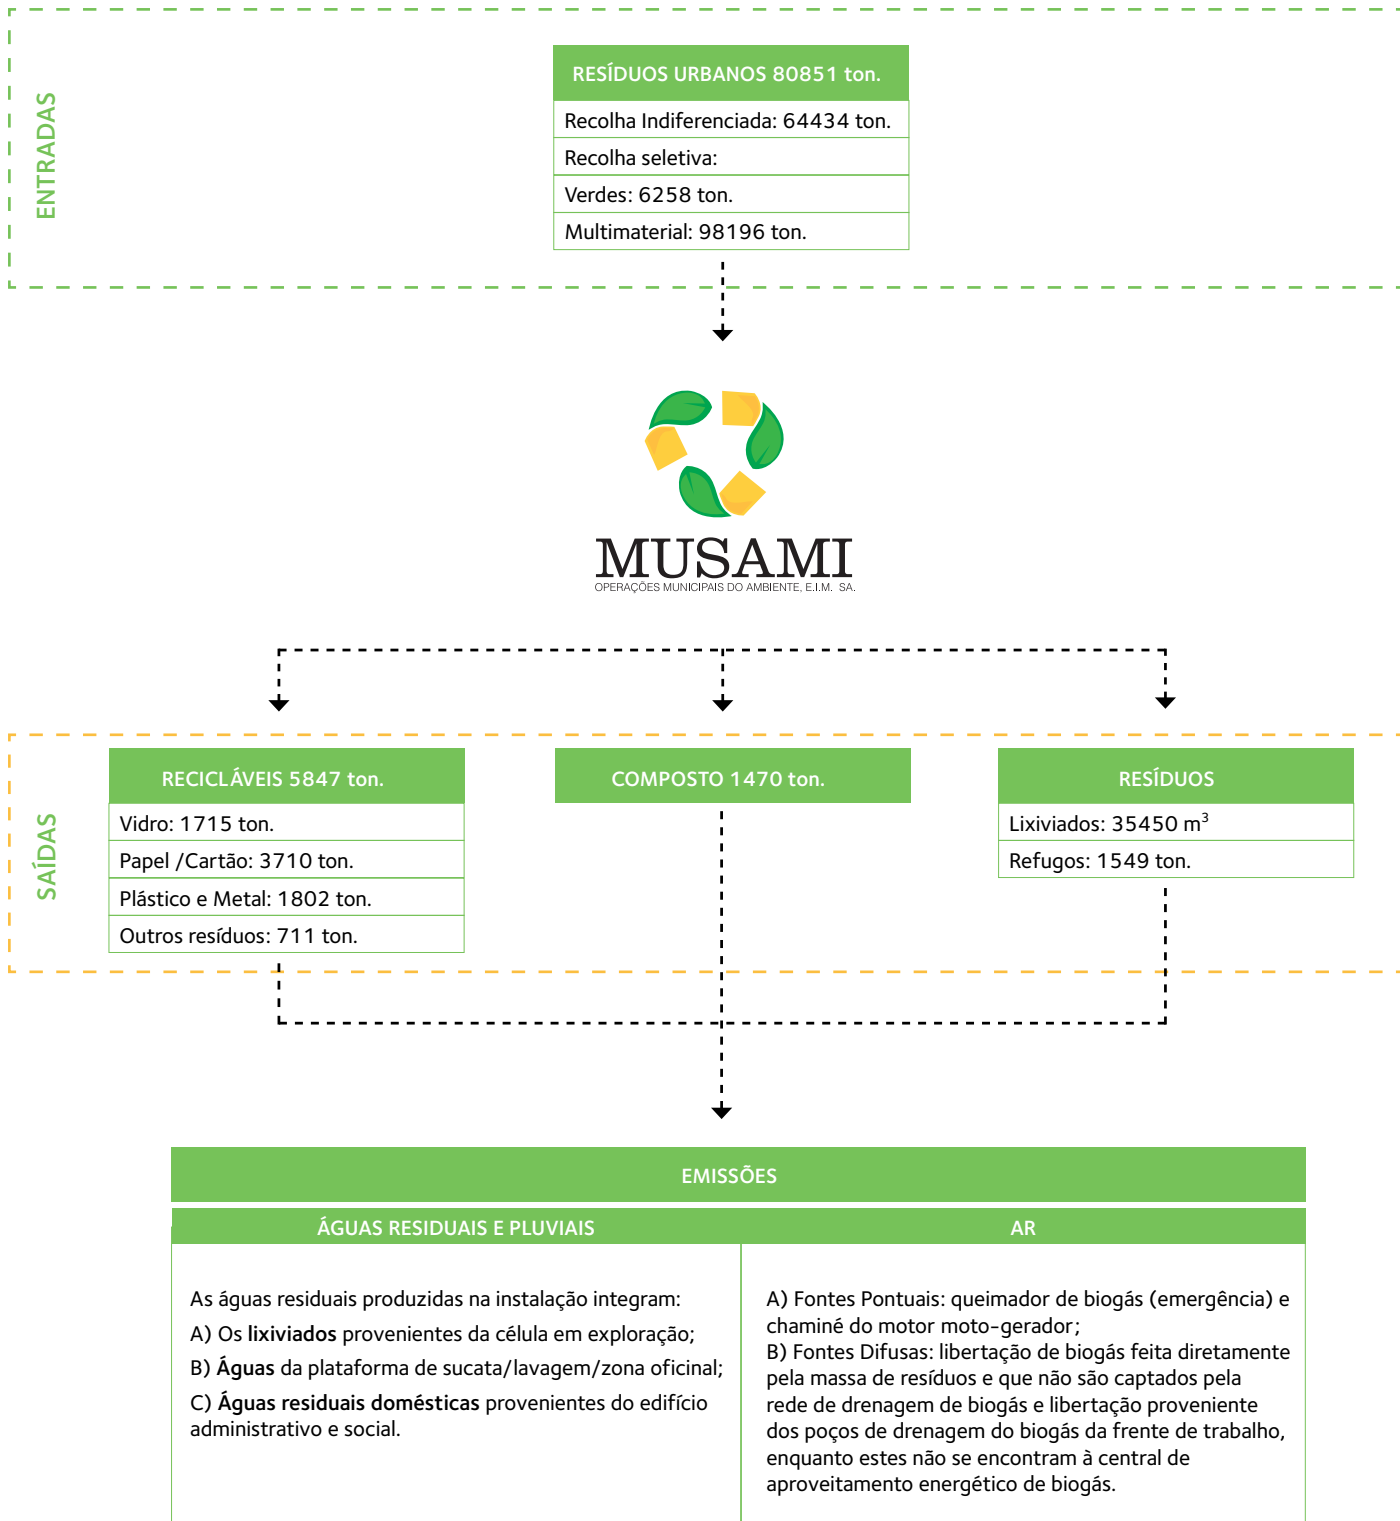 ENTRADAS
RESÍDUOS URBANOS 80851 ton.
Recolha Indiferenciada: 64434 ton.
Recolha seletiva:
Verdes: 6258 ton.
Multimaterial: 98196 ton.
MUSAMI
OPERAÇÕES MUNICIPAIS DO AMBIENTE, E.I.M. SA.
SAÍDAS
RECICLÁVEIS 5847 ton.
Vidro: 1715 ton.
Papel /Cartão: 3710 ton.
Plástico e Metal: 1802 ton.
Outros resíduos: 711 ton.
COMPOSTO 1470 ton.
RESÍDUOS
Lixiviados: 35450 m³
Refugos: 1549 ton.
EMISSÕES
ÁGUAS RESIDUAIS E PLUVIAIS
As águas residuais produzidas na instalação integram:
A) Os lixiviados provenientes da célula em exploração;
B) Águas da plataforma de sucata/lavagem/zona oficinal;
C) Águas residuais domésticas provenientes do edifício
administrativo e social.
AR
A) Fontes Pontuais: queimador de biogás (emergência) e
chaminé do motor moto-gerador;
B) Fontes Difusas: libertação de biogás feita diretamente
pela massa de resíduos e que não são captados pela
rede de drenagem de biogás e libertação proveniente
dos poços de drenagem do biogás da frente de trabalho,
enquanto estes não se encontram à central de
aproveitamento energético de biogás.